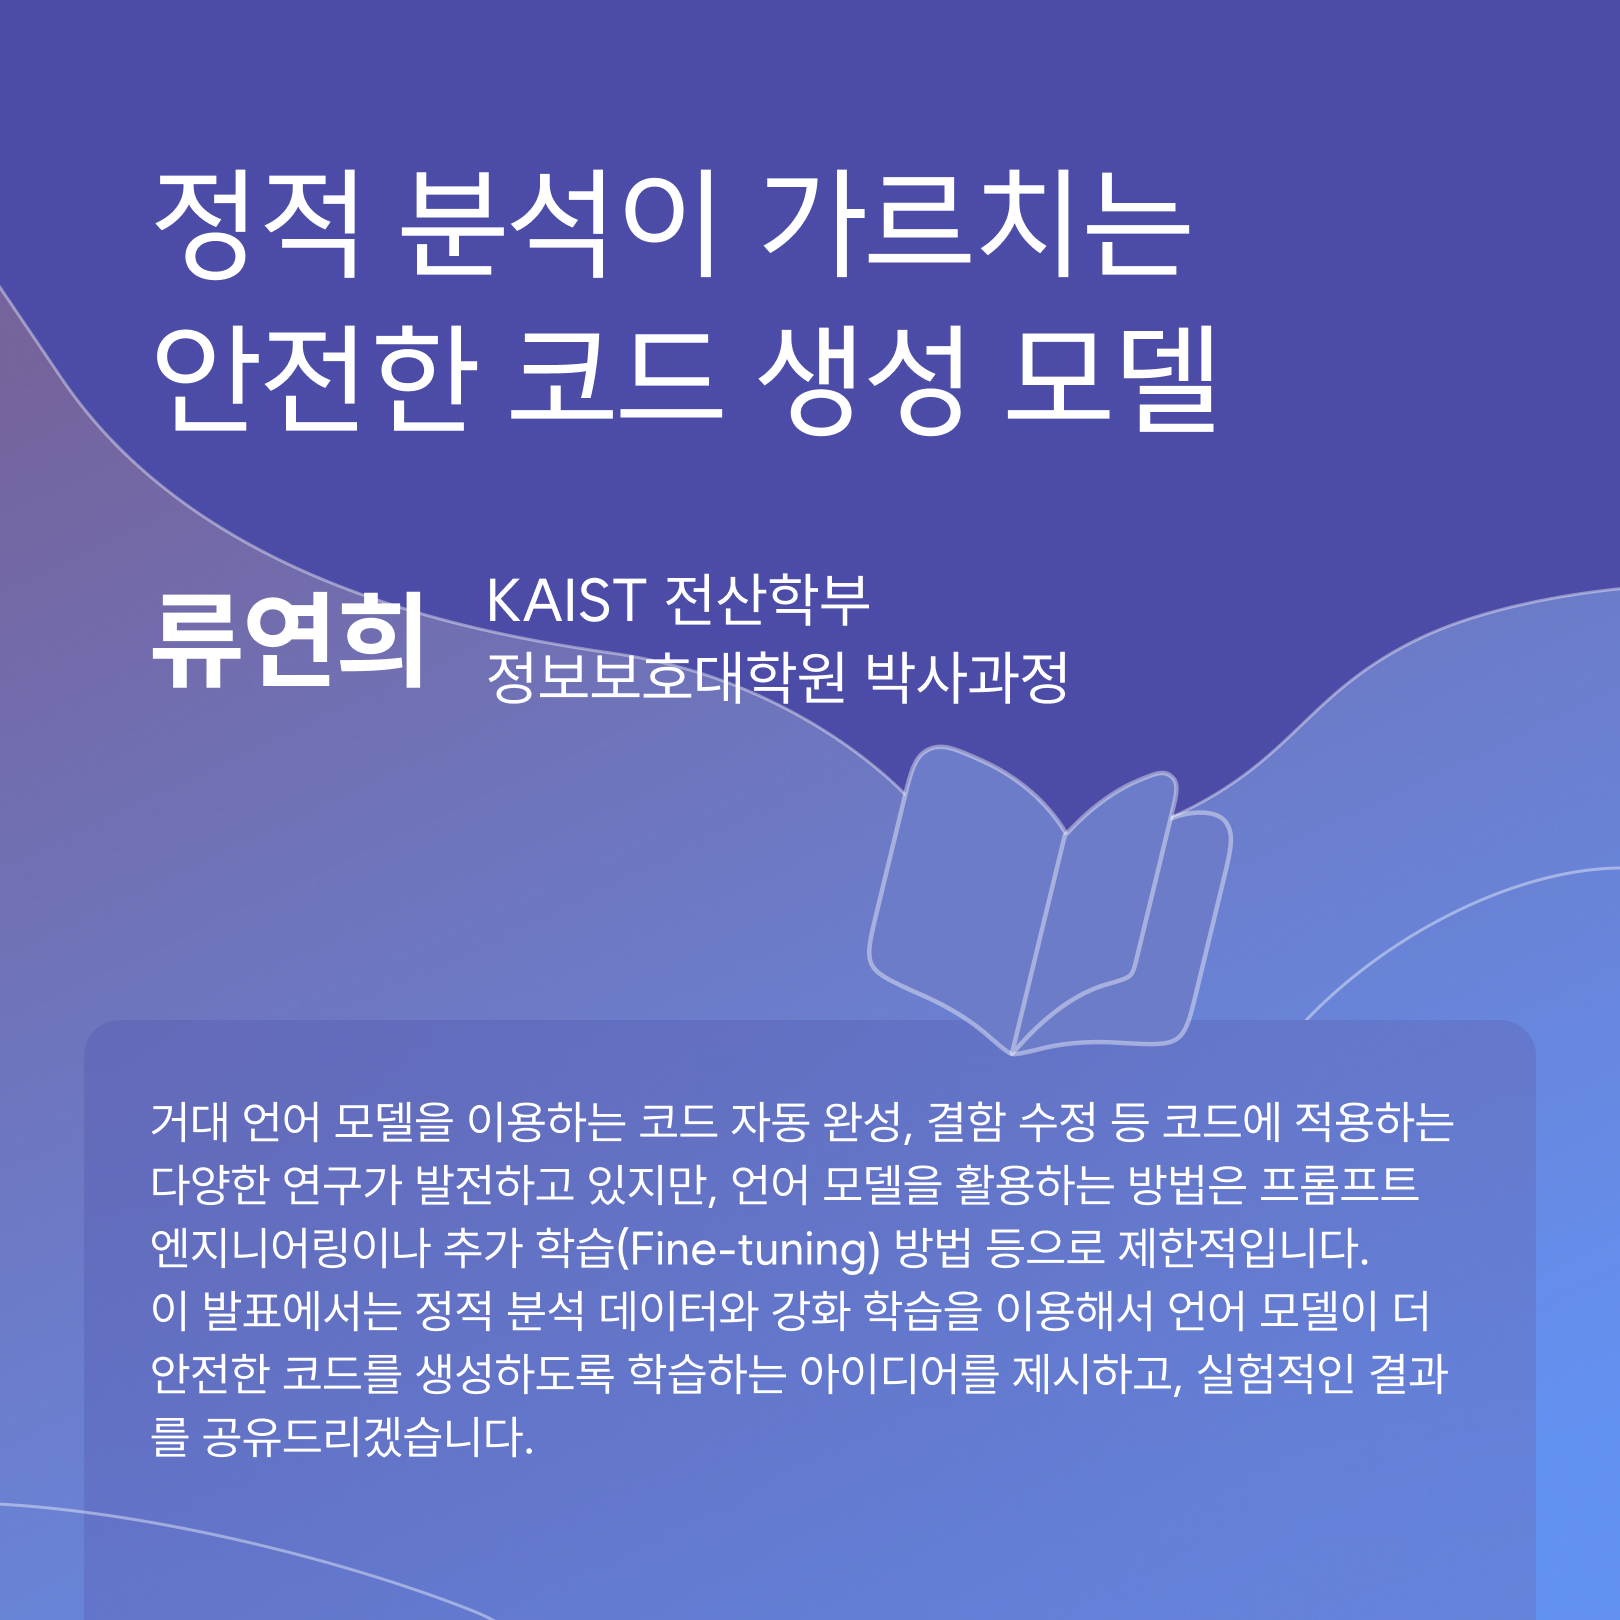 정적 분석이 가르치는
안전한 코드 생성 모델
류연희
KAIST 전산학부
정보보호대학원 박사과정
거대 언어 모델을 이용하는 코드 자동 완성, 결함 수정 등 코드에 적용하는
다양한 연구가 발전하고 있지만, 언어 모델을 활용하는 방법은 프롬프트
엔지니어링이나 추가 학습(Fine-tuning) 방법 등으로 제한적입니다.
이 발표에서는 정적 분석 데이터와 강화 학습을 이용해서 언어 모델이 더
안전한 코드를 생성하도록 학습하는 아이디어를 제시하고, 실험적인 결과
를 공유드리겠습니다.